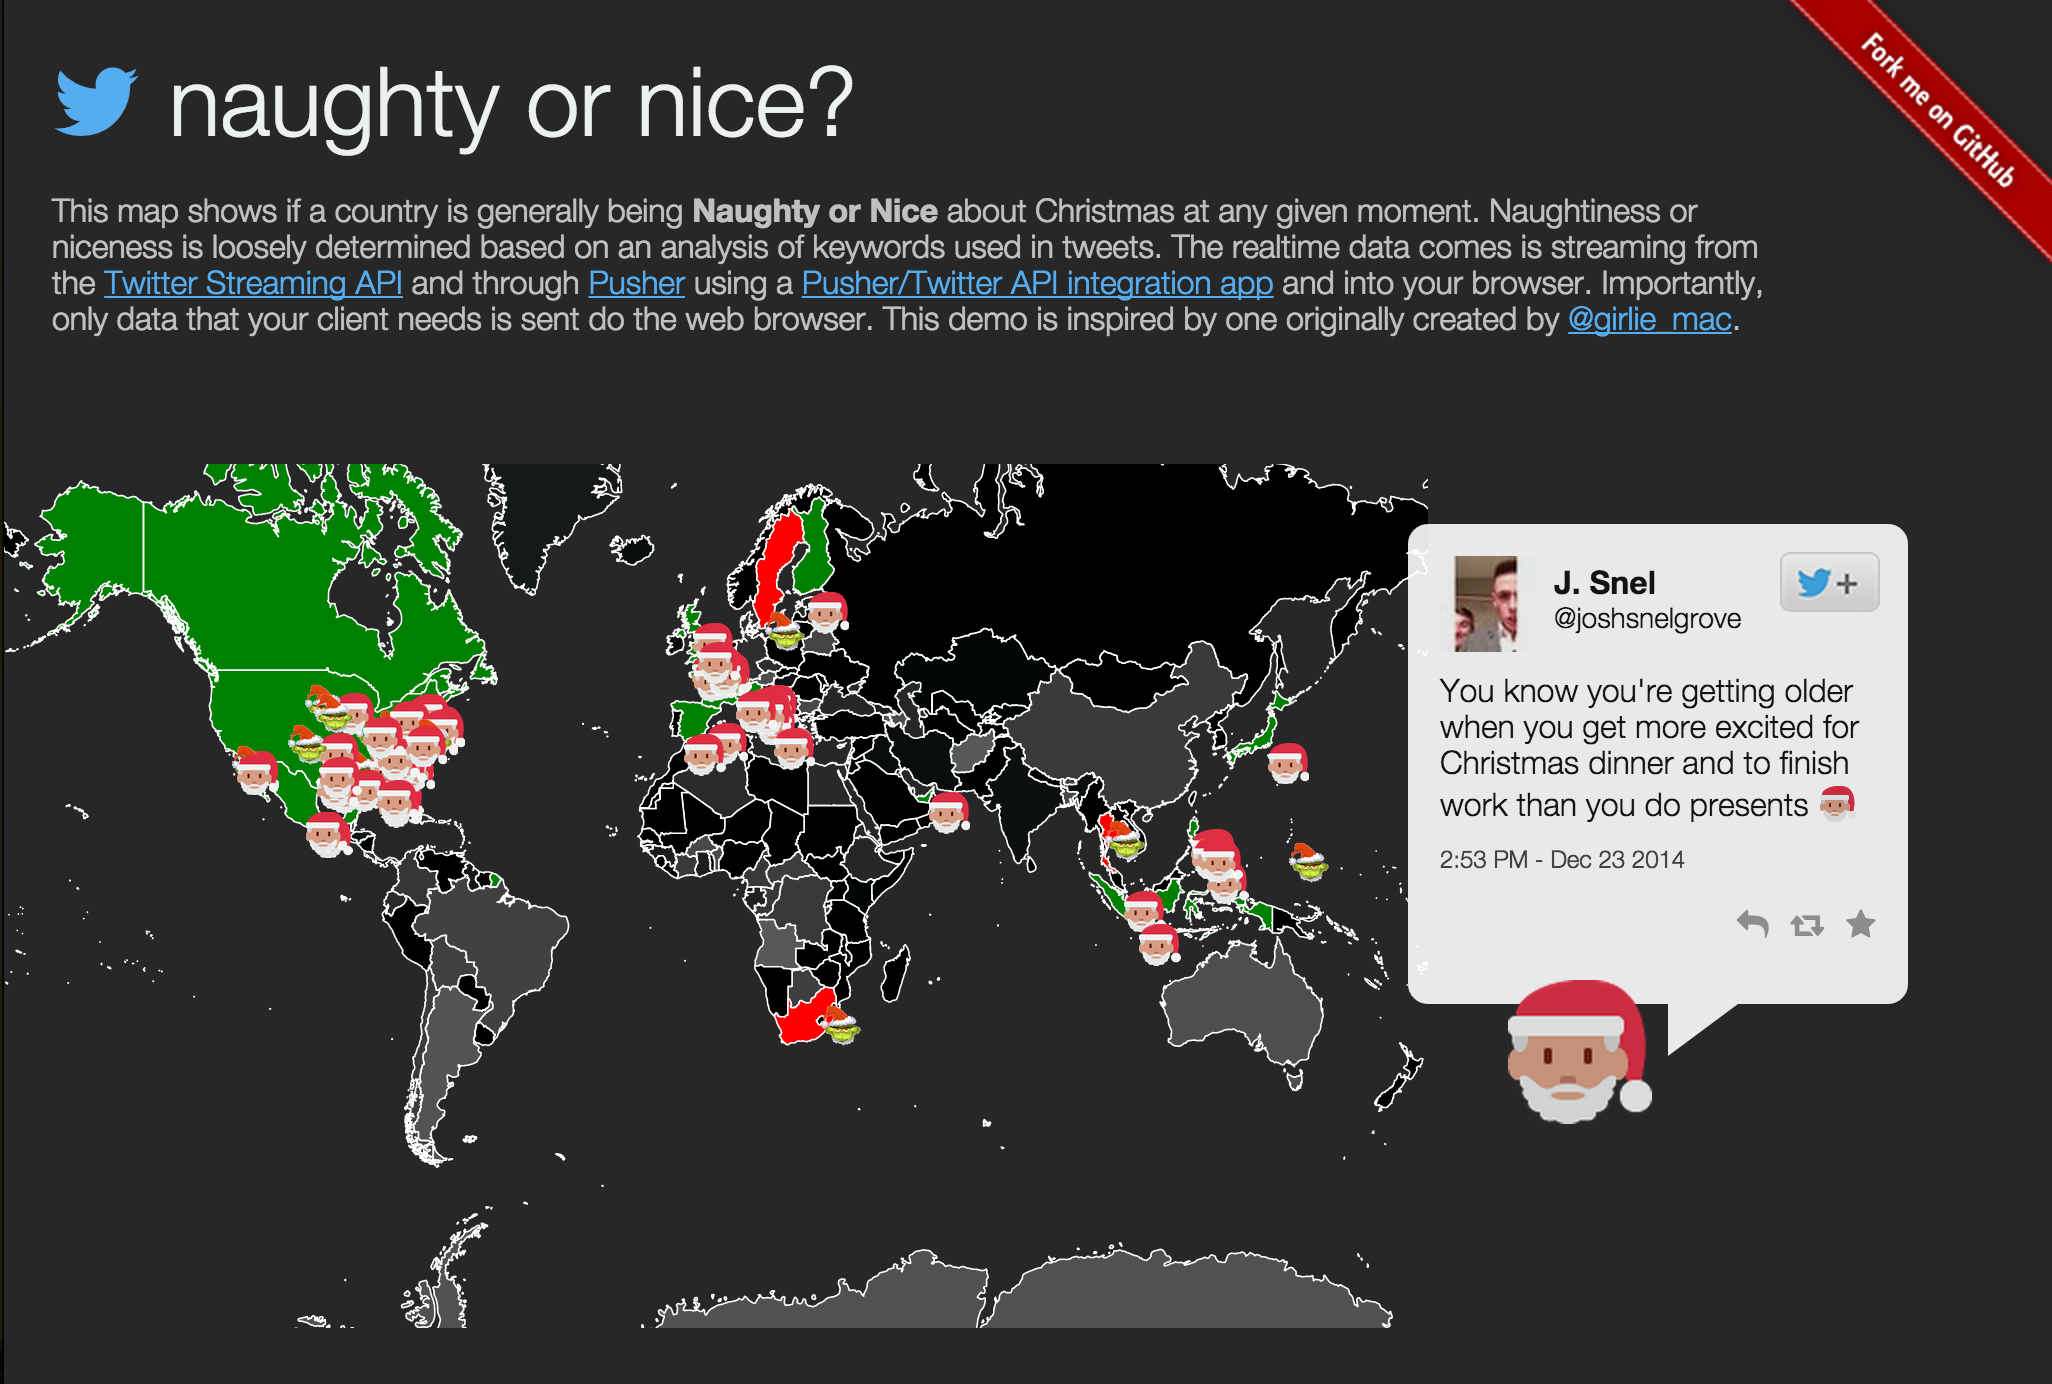 naughty or nice?
Fork me on GitHub
This map shows if a country is generally being Naughty or Nice about Christmas at any given moment. Naughtiness or
niceness is loosely determined based on an analysis of keywords used in tweets. The realtime data comes is streaming from
the Twitter Streaming API and through Pusher using a Pusher/Twitter API integration app and into your browser. Importantly,
only data that your client needs is sent do the web browser. This demo is inspired by one originally created by @girlie_mac.
J. Snel
@joshsnelgrove
+
You know you're getting older
when you get more excited for
Christmas dinner and to finish
work than you do presents 🎅🏽
2:53 PM - Dec 23 2014